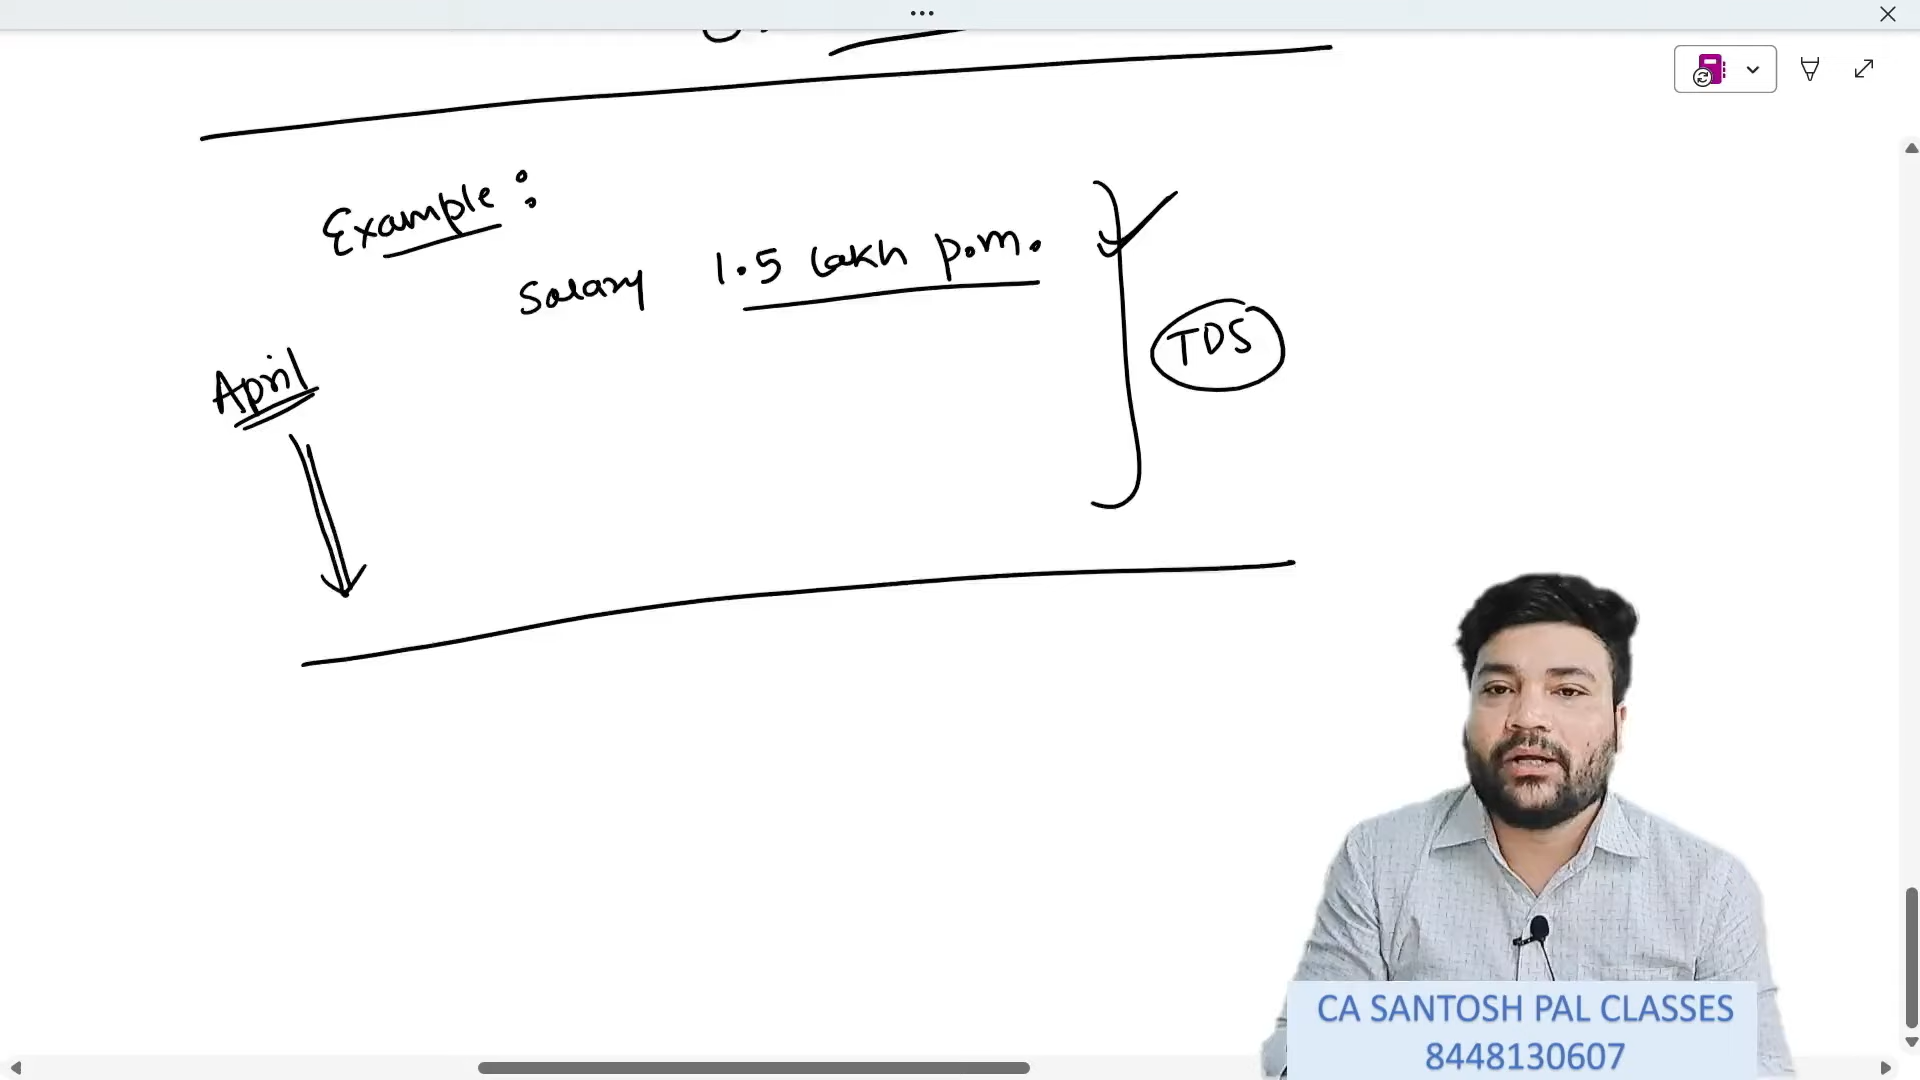 Example :
Salary 1.5 Lakh p.m.
TDS
April
CA SANTOSH PAL CLASSES
8448130607